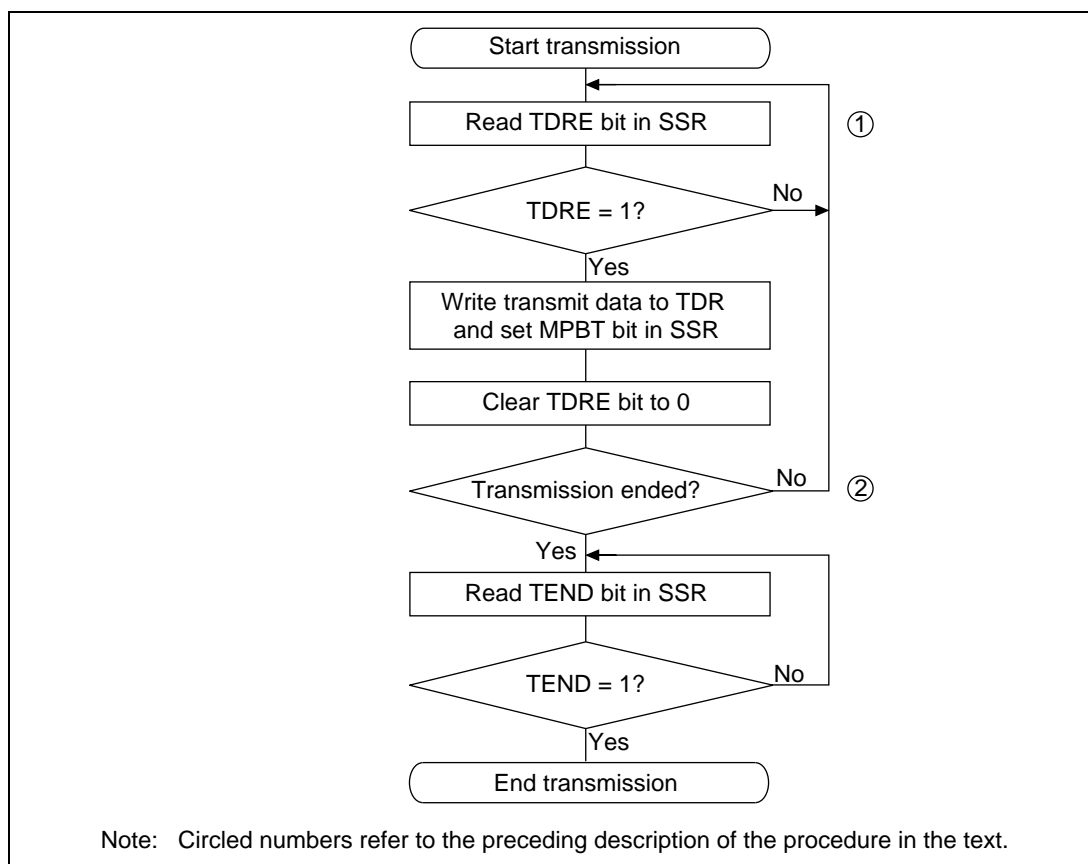 Start transmission
Read TDRE bit in SSR
①
TDRE = 1?
No
Yes
Write transmit data to TDR
and set MPBT bit in SSR
Clear TDRE bit to 0
Transmission ended?
No
②
Yes
Read TEND bit in SSR
TEND = 1?
No
Yes
End transmission
Note: Circled numbers refer to the preceding description of the procedure in the text.